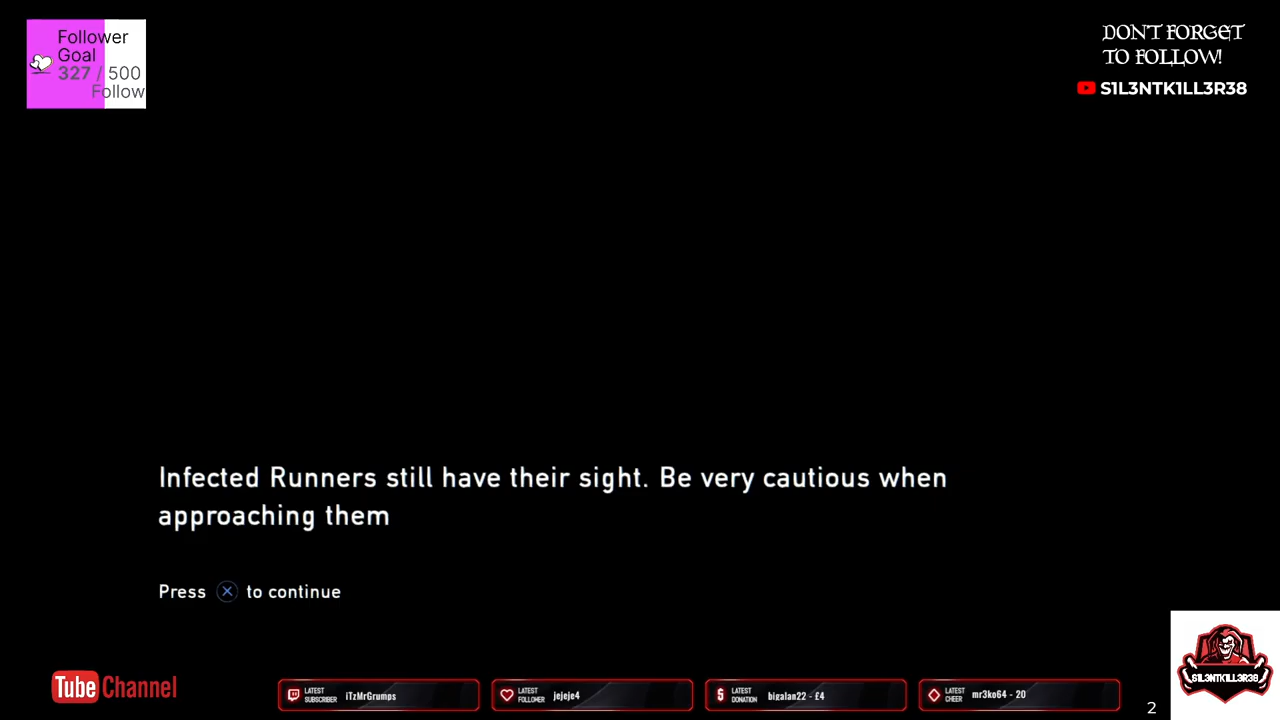 Follower
Goal
327 / 500
Follow
DON'T FORGET
TO FOLLOW!
S1L3NTK1LL3R38
Infected Runners still have their sight. Be very cautious when
approaching them
Press ⓧ to continue
Tube Channel
LATEST
SUBSCRIBER
iTzMrGrumps
LATEST
FOLLOWER
jejeje4
LATEST
DONATION
bigalan22 - £4
LATEST
CHEER
mr3ko64 - 20
2
S1L3NTK1LL3R38